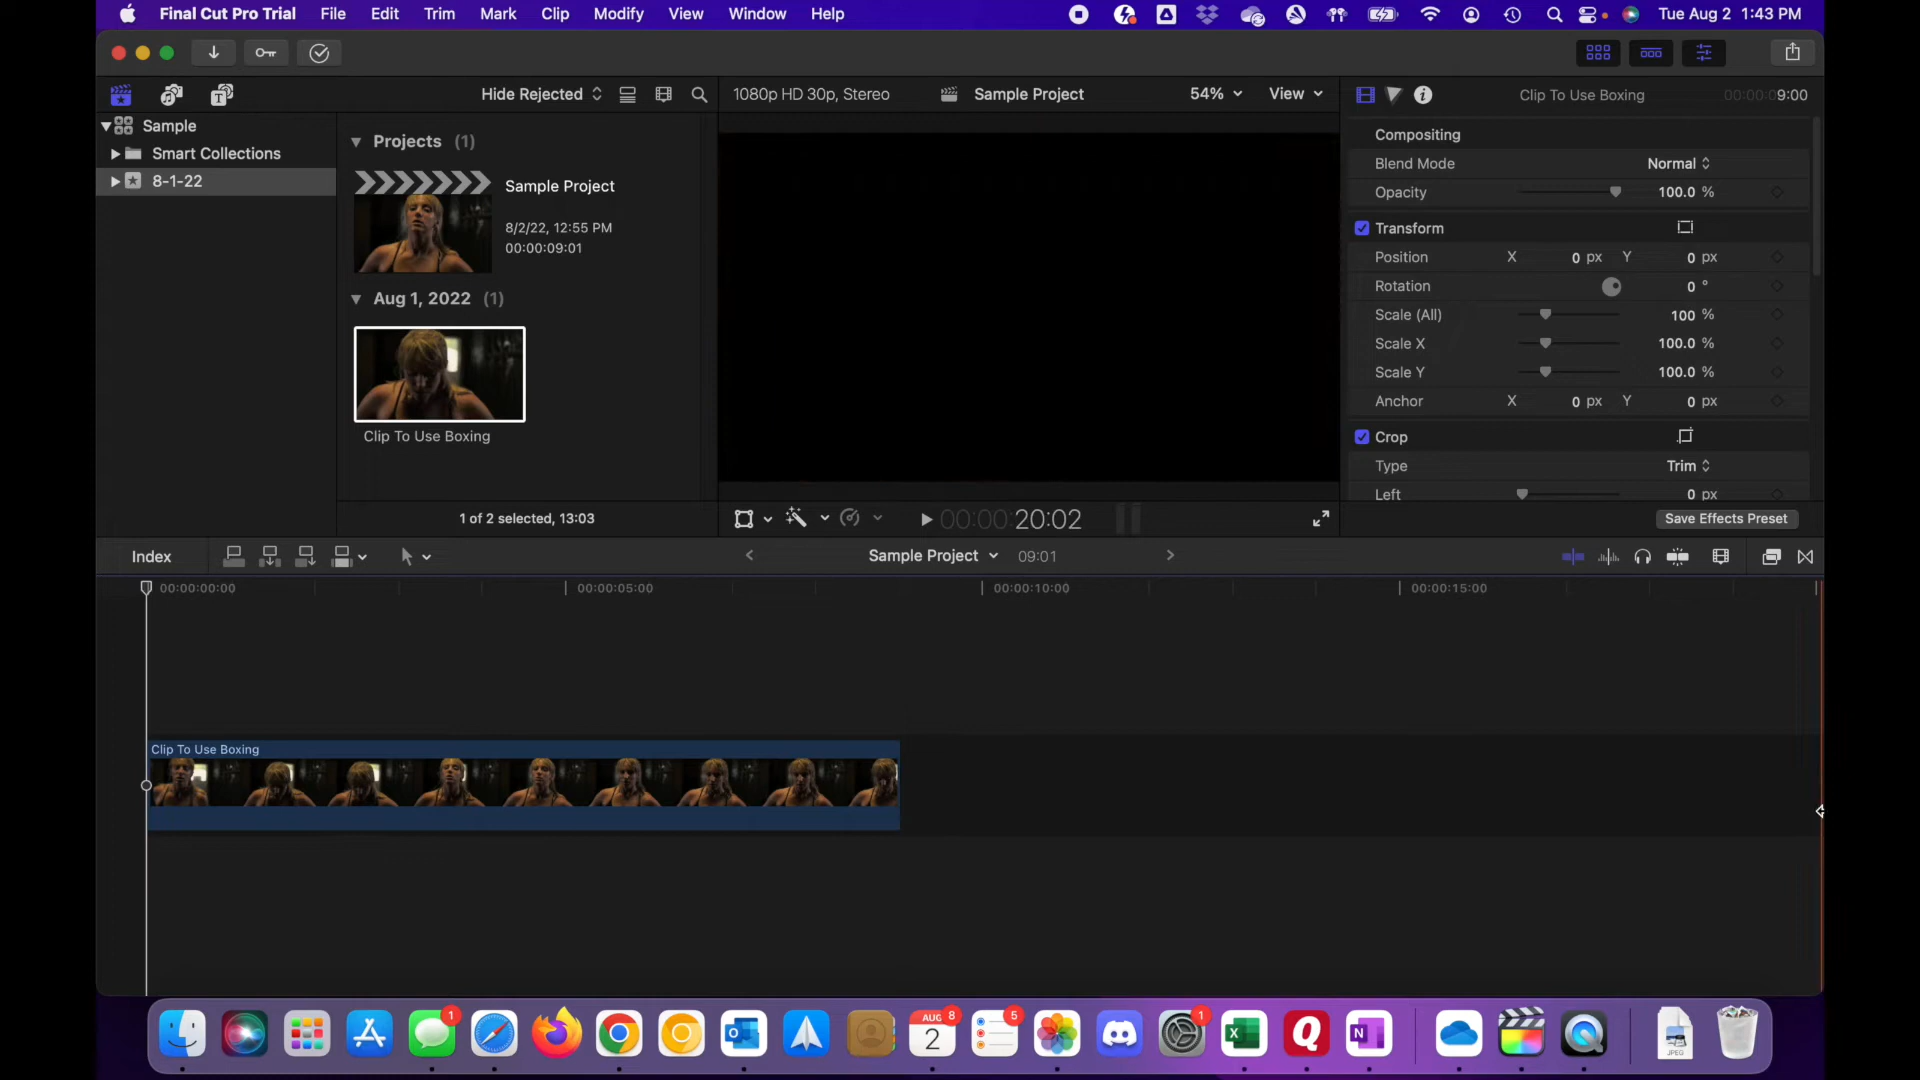 Final Cut Pro Trial File Edit Trim Mark Clip Modify View Window Help Tue Aug 2 1:43 PM
Hide Rejected 1080p HD 30p, Stereo Sample Project 54% View Clip To Use Boxing 00:00:09:00
Sample
Smart Collections
8-1-22
Projects (1)
Sample Project
8/2/22, 12:55 PM
00:00:09:01
Aug 1, 2022 (1)
Clip To Use Boxing
1 of 2 selected, 13:03
00:00:20:02
Compositing
Blend Mode Normal
Opacity 100.0 %
Transform
Position X 0 px Y 0 px
Rotation 0 °
Scale (All) 100 %
Scale X 100.0 %
Scale Y 100.0 %
Anchor X 0 px Y 0 px
Crop
Type Trim
Left 0 px
Save Effects Preset
Index Sample Project 09:01
00:00:00:00 00:00:05:00 00:00:10:00 00:00:15:00
Clip To Use Boxing
1 AUG 2 8 5 1
JPEG